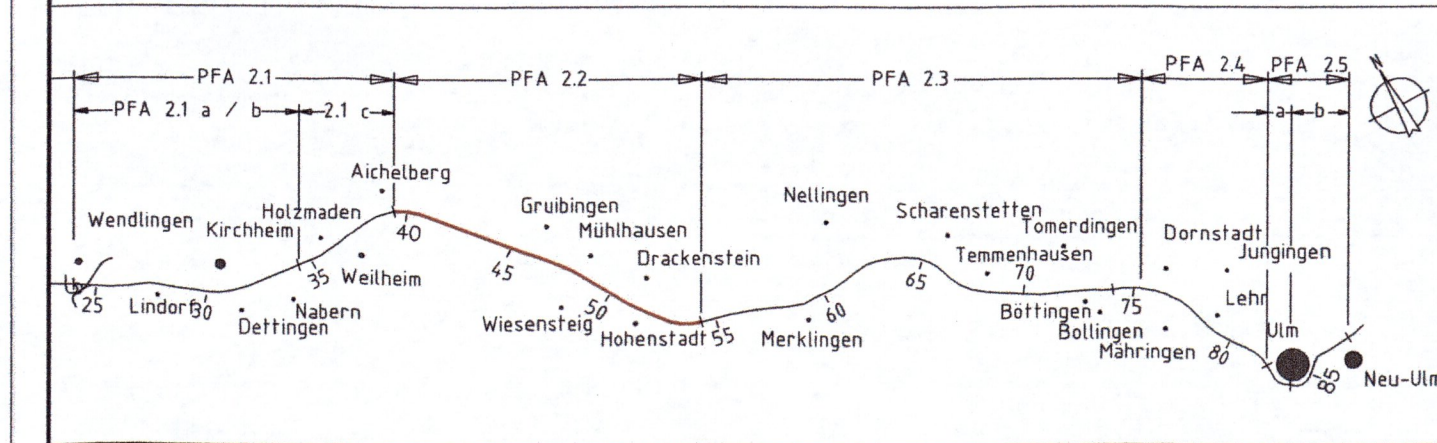 PFA 2.1
PFA 2.2
PFA 2.3
PFA 2.4
PFA 2.5
N
PFA 2.1 a / b
2.1 c
a
b
Aichelberg
Wendlingen
Holzmaden
Kirchheim
40
Gruibingen
Mühlhausen
Nellingen
Scharenstetten
Tomerdingen
Dornstadt
Jungingen
35
Weilheim
45
Drackenstein
65
Temmenhausen
70
25
Lindorf
30
Nabern
Dettingen
50
Wiesensteig
Hohenstadt
55
60
Merklingen
Böttingen
75
Lehr
Bollingen
Mähringen
80
Ulm
85
Neu-Ulm